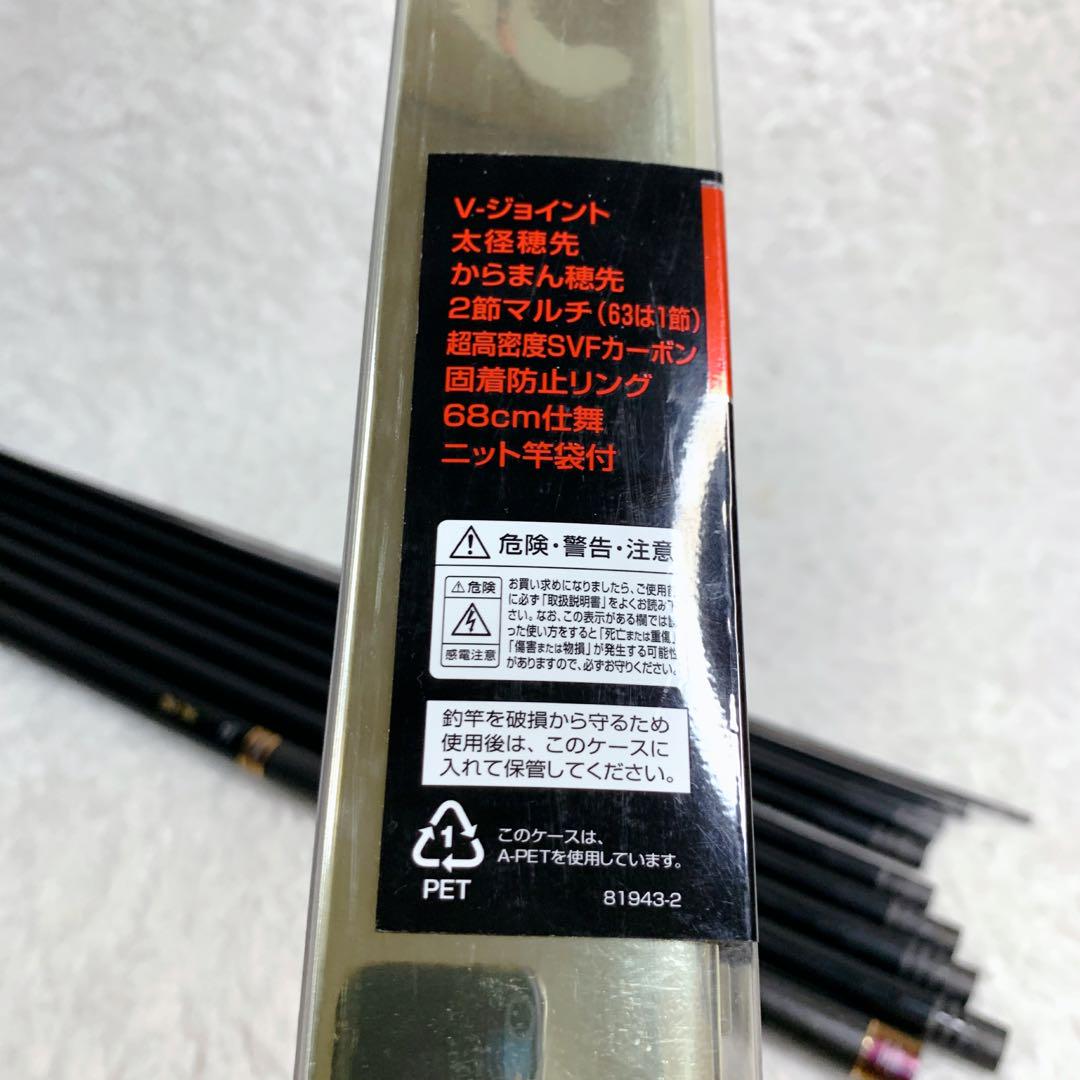 V-ジョイント
太径穂先
からまん穂先
2節マルチ(63は1節)
超高密度SVFカーボン
固着防止リング
68cm仕舞
ニット竿袋付
危険・警告・注意
危険
感電注意
お買い求めになりましたら、ご使用前
に必ず「取扱説明書」をよくお読み下
さい。なお、この表示がある欄では誤
った使い方をすると「死亡または重傷」
「傷害または物損」が発生する可能性
がありますので、必ずお守りください。
釣竿を破損から守るため
使用後は、このケースに
入れて保管してください。
1
PET
このケースは、
A-PETを使用しています。
81943-2